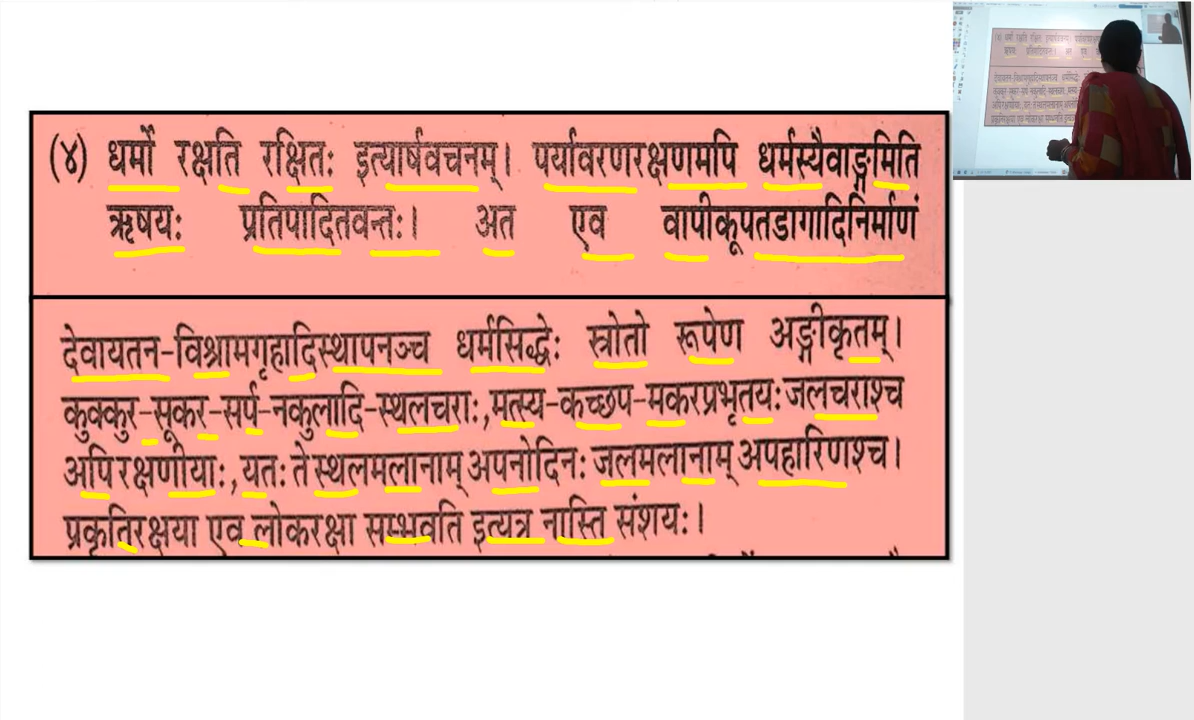 (४) धर्मो रक्षति रक्षितः इत्यार्षवचनम्। पर्यावरणरक्षणमपि धर्मस्यैवाङ्गमिति
ऋषयः प्रतिपादितवन्तः। अत एव वापीकूपतडागादिनिर्माणं
देवायतन-विश्रामगृहादिस्थापनञ्च धर्मसिद्धेः स्त्रोतो रूपेण अङ्गीकृतम्।
कुक्कुर-सूकर-सर्प-नकुलादि-स्थलचराः, मत्स्य-कच्छप-मकरप्रभृतयः जलचराश्च
अपि रक्षणीयाः, यतः ते स्थलमलानाम् अपनोदिनः जलमलानाम् अपहारिणश्च।
प्रकृतिरक्षया एव लोकरक्षा सम्भवति इत्यत्र नास्ति संशयः।